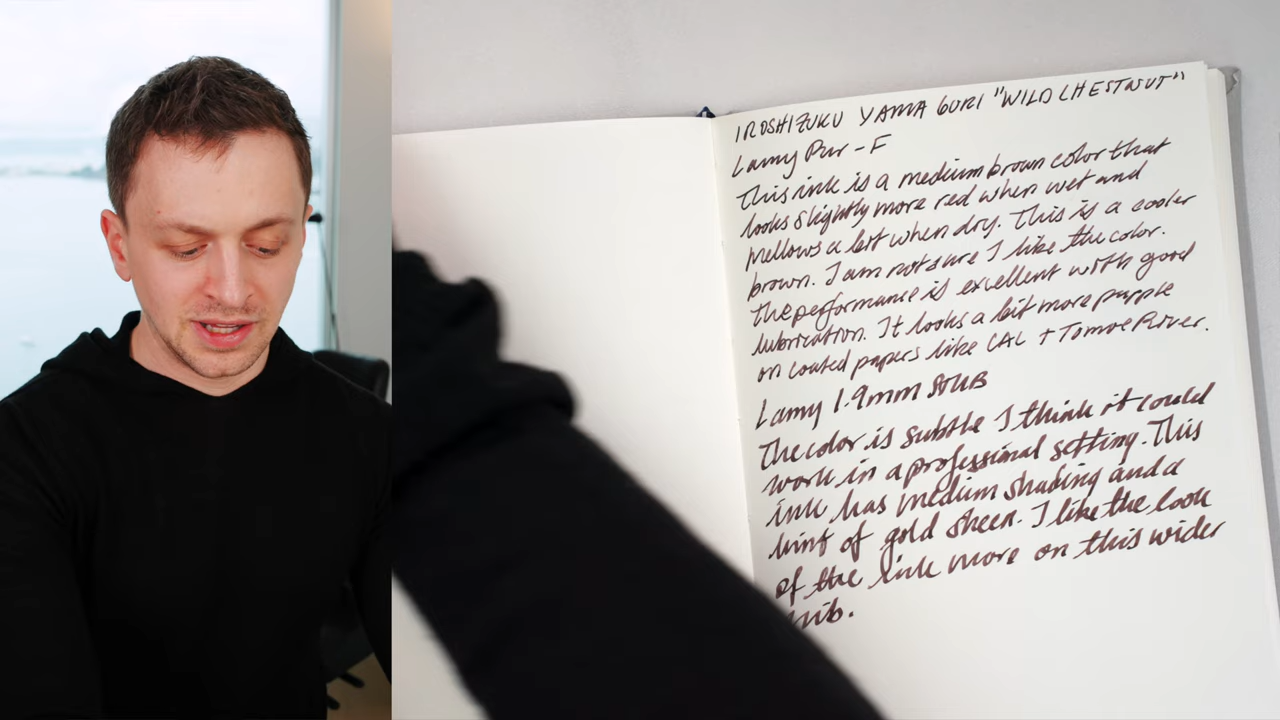 IROSHIZUKU YAMA GURI "WILD CHESTNUT"
Lamy Pur - F
This ink is a medium brown color that
looks slightly more red when wet and
mellows a bit when dry. This is a cooler
brown. I am not sure I like the color.
the performance is excellent with good
lubrication. It looks a bit more purple
on coated papers like CAL + Tomoe River.
Lamy 1.9mm STUB
The color is subtle I think it could
work in a professional setting. This
ink has medium shading and a
hint of gold sheen. I like the look
of the ink more on this wider
nib.